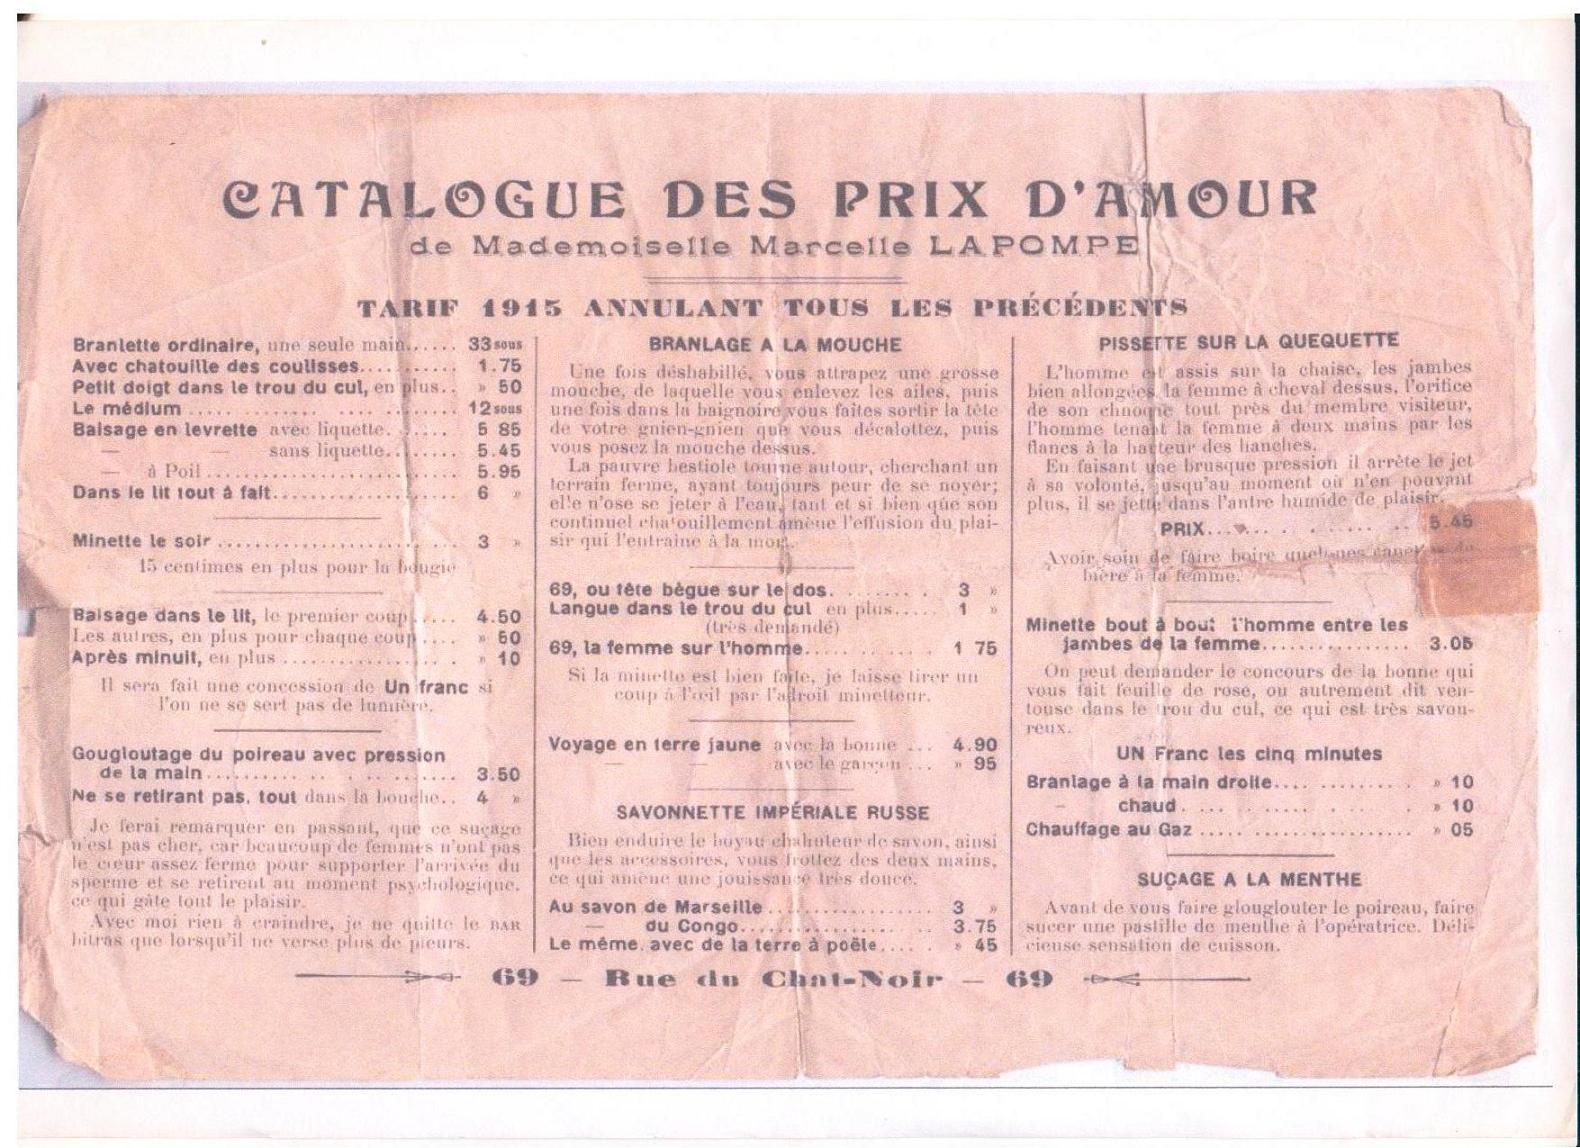 CATALOGUE DES PRIX D'AMOUR
de Mademoiselle Marcelle LAPOMPE
TARIF 1915 ANNULANT TOUS LES PRÉCÉDENTS
Branlette ordinaire, une seule main...... 33 sous
Avec chatouille des coulisses........... 1.75
Petit doigt dans le trou du cul, en plus.. » 50
Le médium ..... 12 sous
Baisage en levrette avec liquette....... 5 85
— — sans liquette....... 5.45
— à Poil ........................ 5.95
Dans le lit tout à fait.................. 6 »
Minette le soir ........................ 3 »
15 centimes en plus pour la bougie
Baisage dans le lit, le premier coup ..... 4.50
Les autres, en plus pour chaque coup .... » 50
Après minuit, en plus .................. » 10
Il sera fait une concession de Un franc si
l'on ne se sert pas de lumière.
Gougloutage du poireau avec pression
de la main......................... 3.50
Ne se retirant pas, tout dans la bouche.. 4 »
Je ferai remarquer en passant, que ce suçage
n'est pas cher, car beaucoup de femmes n'ont pas
le cœur assez ferme pour supporter l'arrivée du
sperme et se retirent au moment psychologique,
ce qui gâte tout le plaisir.
Avec moi rien à craindre, je ne quitte le BAR
bitras que lorsqu'il ne verse plus de pleurs.
BRANLAGE A LA MOUCHE
Une fois déshabillé, vous attrapez une grosse
mouche, de laquelle vous enlevez les ailes, puis
une fois dans la baignoire vous faites sortir la tête
de votre gnien-gnien que vous décalottez, puis
vous posez la mouche dessus.
La pauvre bestiole tourne autour, cherchant un
terrain ferme, ayant toujours peur de se noyer;
elle n'ose se jeter à l'eau, tant et si bien que son
continuel chatouillement amène l'effusion du plai-
sir qui l'entraine à la mort.
69, ou tête bègue sur le dos......... 3 »
Langue dans le trou du cul en plus..... 1 »
(très demandé)
69, la femme sur l'homme............. 1 75
Si la minette est bien faite, je laisse tirer un
coup à l'œil par l'adroit minetteur.
Voyage en terre jaune avec la bonne ... 4.90
— — avec le garçon ... » 95
SAVONNETTE IMPÉRIALE RUSSE
Bien enduire le boyau chahuteur de savon, ainsi
que les accessoires, vous frottez des deux mains,
ce qui amène une jouissance très douce.
Au savon de Marseille ................ 3 »
— du Congo.................... 3.75
Le même, avec de la terre à poêle..... » 45
PISSETTE SUR LA QUEQUETTE
L'homme est assis sur la chaise, les jambes
bien allongées, la femme à cheval dessus, l'orifice
de son chnoque tout près du membre visiteur,
l'homme tenant la femme à deux mains par les
flancs à la hauteur des hanches.
En faisant une brusque pression il arrête le jet
à sa volonté, jusqu'au moment où n'en pouvant
plus, il se jette dans l'antre humide de plaisir.
PRIX.................. 5.45
Avoir soin de faire boire quelques
bière à la femme.
Minette bout à bout l'homme entre les
jambes de la femme................ 3.05
On peut demander le concours de la bonne qui
vous fait feuille de rose, ou autrement dit ven-
touse dans le trou du cul, ce qui est très savou-
reux.
UN Franc les cinq minutes
Branlage à la main droite.............. » 10
— chaud................... » 10
Chauffage au Gaz ..................... » 05
SUÇAGE A LA MENTHE
Avant de vous faire glouglouter le poireau, faire
sucer une pastille de menthe à l'opératrice. Déli-
cieuse sensation de cuisson.
69 — Rue du Chat-Noir — 69